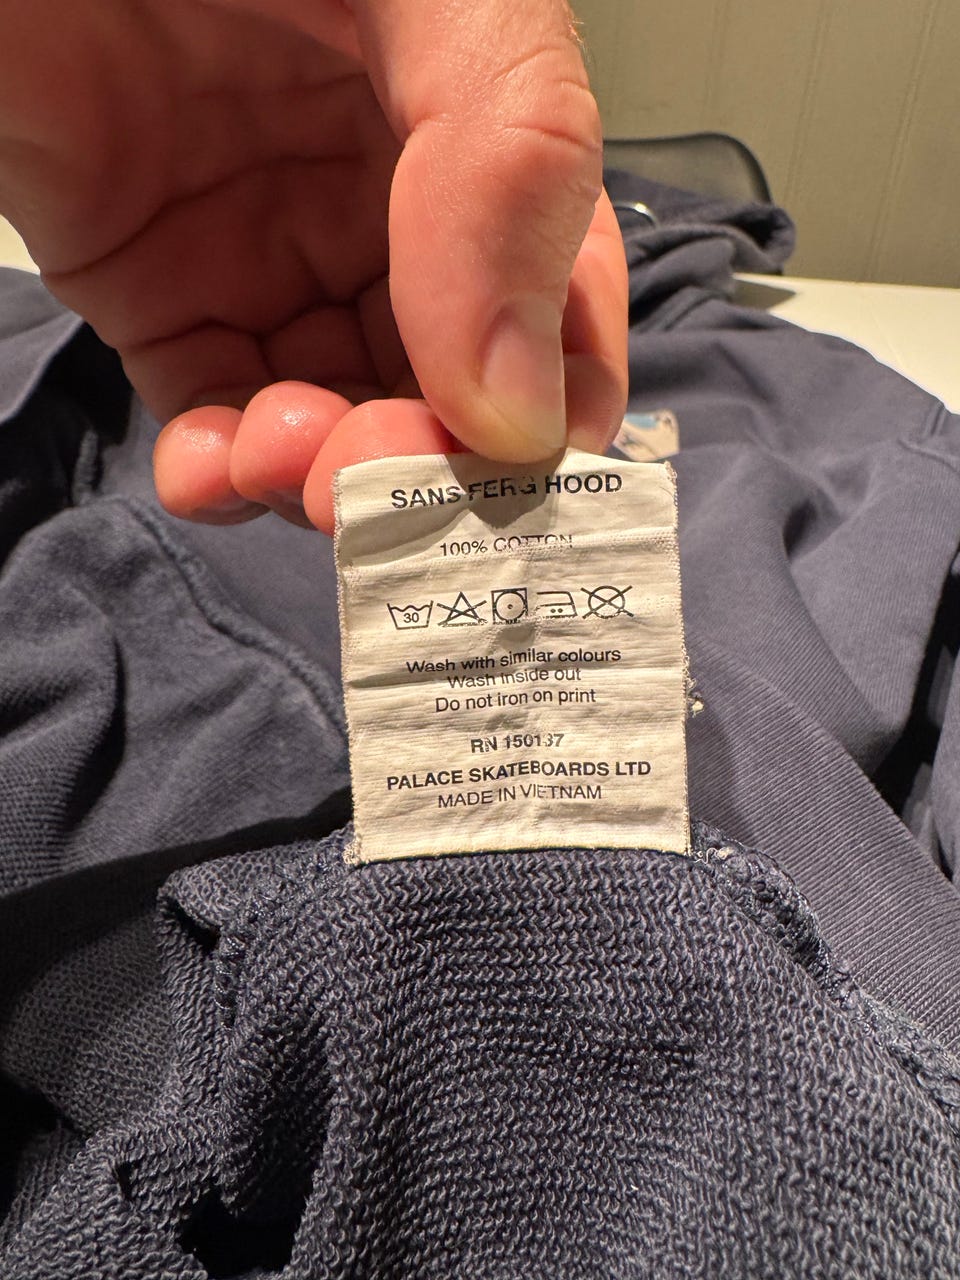 SANS FERG HOOD
100% COTTON
30
Wash with similar colours
Wash inside out
Do not iron on print
RN 150137
PALACE SKATEBOARDS LTD
MADE IN VIETNAM